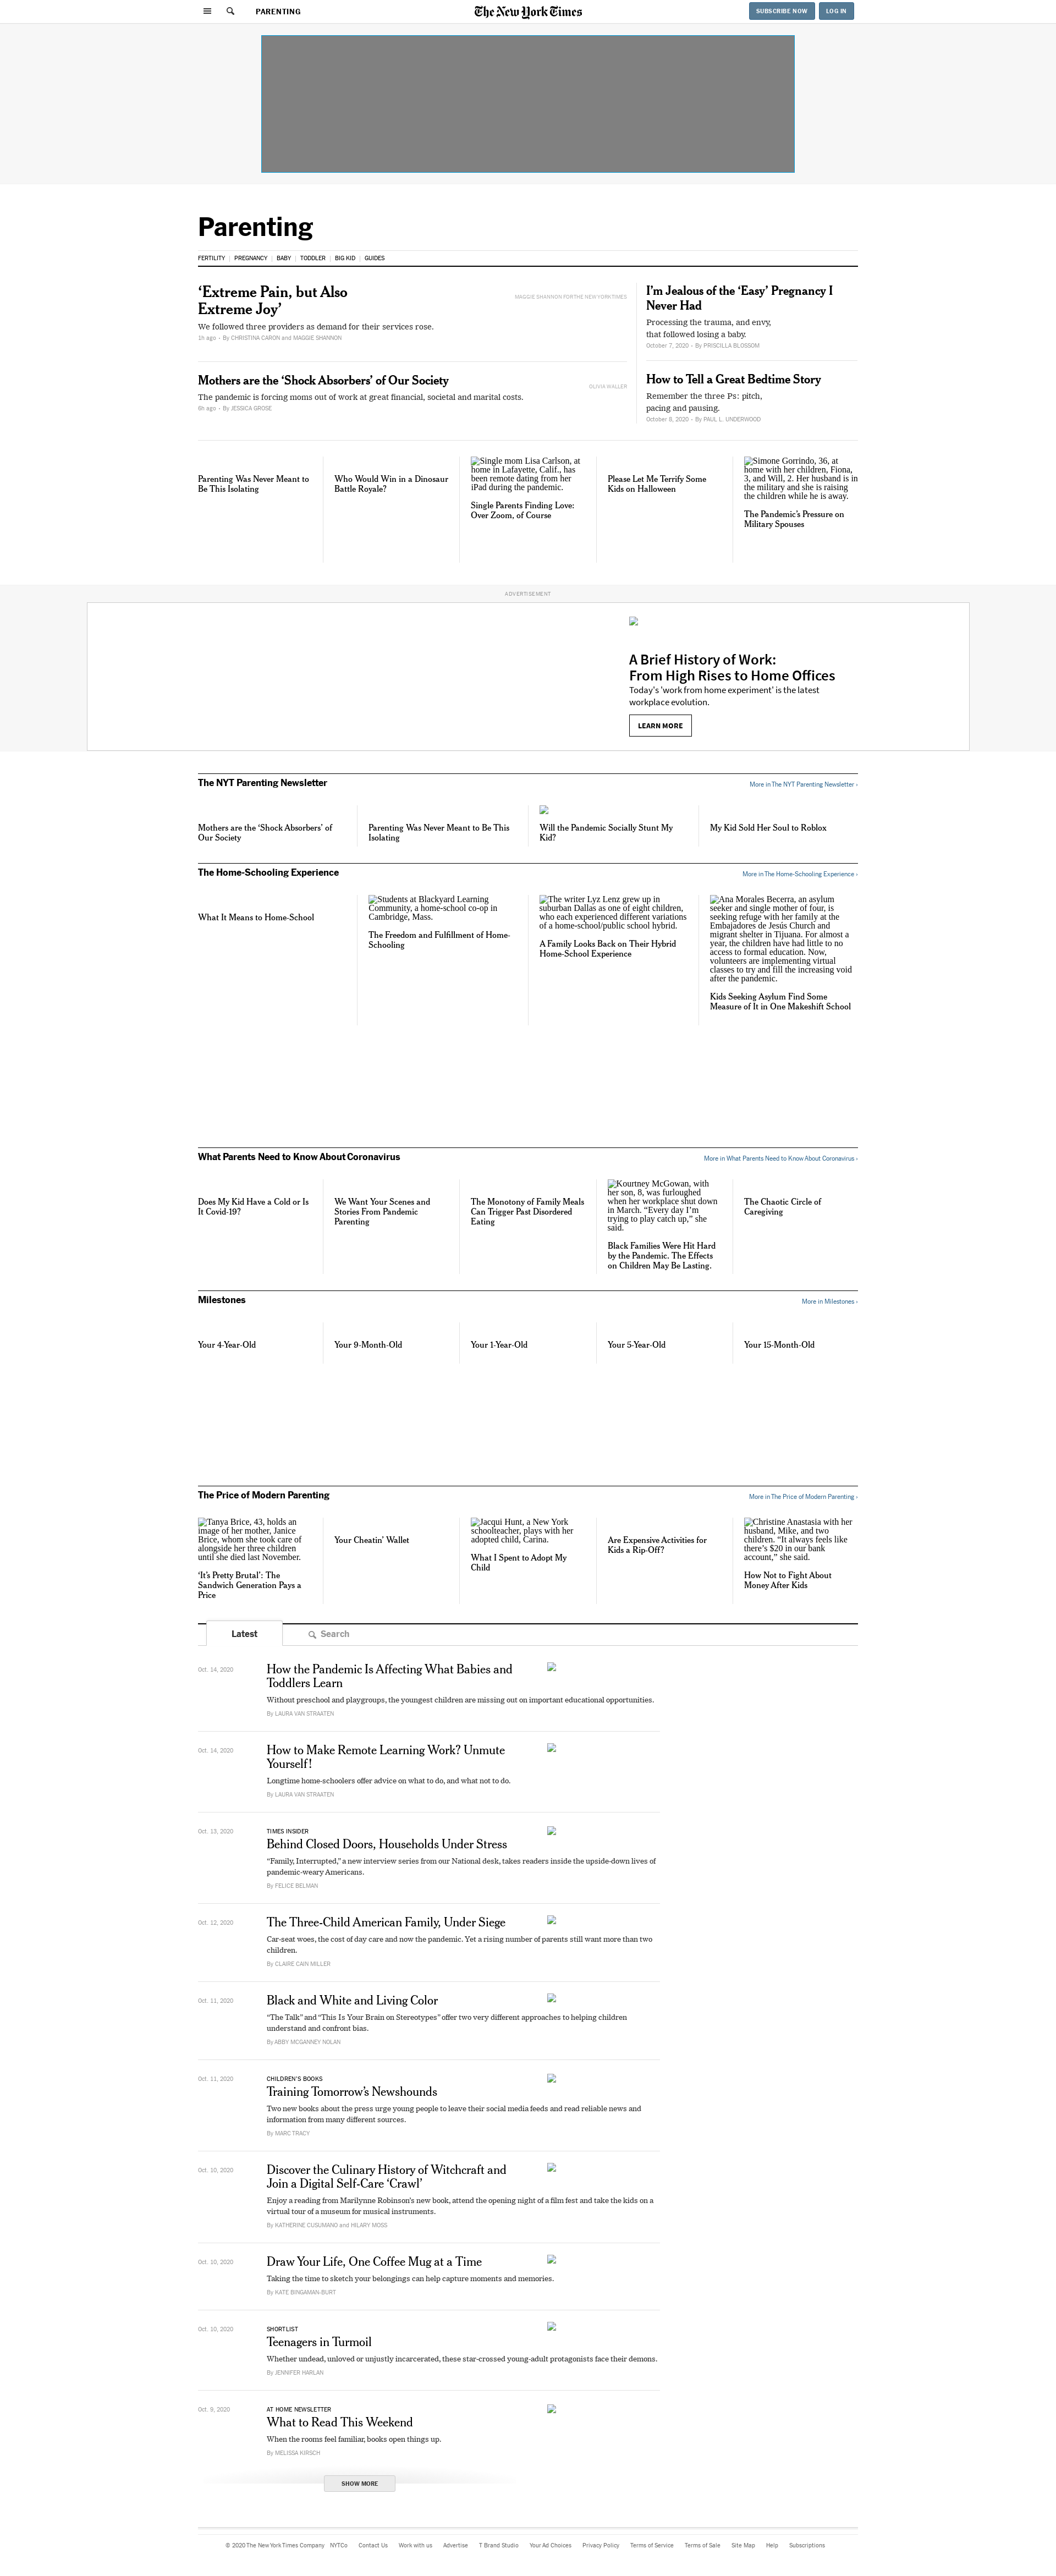 PARENTING
The New York Times
SUBSCRIBE NOW
LOG IN
Parenting
FERTILITY | PREGNANCY | BABY | TODDLER | BIG KID | GUIDES
‘Extreme Pain, but Also
Extreme Joy’
MAGGIE SHANNON FOR THE NEW YORK TIMES
We followed three providers as demand for their services rose.
1h ago • By CHRISTINA CARON and MAGGIE SHANNON
Mothers are the ‘Shock Absorbers’ of Our Society
OLIVIA WALLER
The pandemic is forcing moms out of work at great financial, societal and marital costs.
6h ago • By JESSICA GROSE
I’m Jealous of the ‘Easy’ Pregnancy I
Never Had
Processing the trauma, and envy,
that followed losing a baby.
October 7, 2020 • By PRISCILLA BLOSSOM
How to Tell a Great Bedtime Story
Remember the three Ps: pitch,
pacing and pausing.
October 8, 2020 • By PAUL L. UNDERWOOD
Parenting Was Never Meant to
Be This Isolating
Who Would Win in a Dinosaur
Battle Royale?
Single mom Lisa Carlson, at
home in Lafayette, Calif., has
been remote dating from her
iPad during the pandemic.
Single Parents Finding Love:
Over Zoom, of Course
Please Let Me Terrify Some
Kids on Halloween
Simone Gorrindo, 36, at
home with her children, Fiona,
3, and Will, 2. Her husband is in
the military and she is raising
the children while he is away.
The Pandemic’s Pressure on
Military Spouses
ADVERTISEMENT
A Brief History of Work:
From High Rises to Home Offices
Today's 'work from home experiment' is the latest
workplace evolution.
LEARN MORE
The NYT Parenting Newsletter
More in The NYT Parenting Newsletter ›
Mothers are the ‘Shock Absorbers’ of
Our Society
Parenting Was Never Meant to Be This
Isolating
Will the Pandemic Socially Stunt My
Kid?
My Kid Sold Her Soul to Roblox
The Home-Schooling Experience
More in The Home-Schooling Experience ›
What It Means to Home-School
Students at Blackyard Learning
Community, a home-school co-op in
Cambridge, Mass.
The Freedom and Fulfillment of Home-
Schooling
The writer Lyz Lenz grew up in
suburban Dallas as one of eight children,
who each experienced different variations
of a home-school/public school hybrid.
A Family Looks Back on Their Hybrid
Home-School Experience
Ana Morales Becerra, an asylum
seeker and single mother of four, is
seeking refuge with her family at the
Embajadores de Jesús Church and
migrant shelter in Tijuana. For almost a
year, the children have had little to no
access to formal education. Now,
volunteers are implementing virtual
classes to try and fill the increasing void
after the pandemic.
Kids Seeking Asylum Find Some
Measure of It in One Makeshift School
What Parents Need to Know About Coronavirus
More in What Parents Need to Know About Coronavirus ›
Does My Kid Have a Cold or Is
It Covid-19?
We Want Your Scenes and
Stories From Pandemic
Parenting
The Monotony of Family Meals
Can Trigger Past Disordered
Eating
Kourtney McGowan, with
her son, 8, was furloughed
when her workplace shut down
in March. “Every day I’m
trying to play catch up,” she
said.
Black Families Were Hit Hard
by the Pandemic. The Effects
on Children May Be Lasting.
The Chaotic Circle of
Caregiving
Milestones
More in Milestones ›
Your 4-Year-Old
Your 9-Month-Old
Your 1-Year-Old
Your 5-Year-Old
Your 15-Month-Old
The Price of Modern Parenting
More in The Price of Modern Parenting ›
Tanya Brice, 43, holds an
image of her mother, Janice
Brice, whom she took care of
alongside her three children
until she died last November.
‘It’s Pretty Brutal’: The
Sandwich Generation Pays a
Price
Your Cheatin’ Wallet
Jacqui Hunt, a New York
schoolteacher, plays with her
adopted child, Carina.
What I Spent to Adopt My
Child
Are Expensive Activities for
Kids a Rip-Off?
Christine Anastasia with her
husband, Mike, and two
children. “It always feels like
there’s $20 in our bank
account,” she said.
How Not to Fight About
Money After Kids
Latest
Search
Oct. 14, 2020
How the Pandemic Is Affecting What Babies and
Toddlers Learn
Without preschool and playgroups, the youngest children are missing out on important educational opportunities.
By LAURA VAN STRAATEN
Oct. 14, 2020
How to Make Remote Learning Work? Unmute
Yourself!
Longtime home-schoolers offer advice on what to do, and what not to do.
By LAURA VAN STRAATEN
Oct. 13, 2020
TIMES INSIDER
Behind Closed Doors, Households Under Stress
“Family, Interrupted,” a new interview series from our National desk, takes readers inside the upside-down lives of
pandemic-weary Americans.
By FELICE BELMAN
Oct. 12, 2020
The Three-Child American Family, Under Siege
Car-seat woes, the cost of day care and now the pandemic. Yet a rising number of parents still want more than two
children.
By CLAIRE CAIN MILLER
Oct. 11, 2020
Black and White and Living Color
“The Talk” and “This Is Your Brain on Stereotypes” offer two very different approaches to helping children
understand and confront bias.
By ABBY MCGANNEY NOLAN
Oct. 11, 2020
CHILDREN’S BOOKS
Training Tomorrow’s Newshounds
Two new books about the press urge young people to leave their social media feeds and read reliable news and
information from many different sources.
By MARC TRACY
Oct. 10, 2020
Discover the Culinary History of Witchcraft and
Join a Digital Self-Care ‘Crawl’
Enjoy a reading from Marilynne Robinson’s new book, attend the opening night of a film fest and take the kids on a
virtual tour of a museum for musical instruments.
By KATHERINE CUSUMANO and HILARY MOSS
Oct. 10, 2020
Draw Your Life, One Coffee Mug at a Time
Taking the time to sketch your belongings can help capture moments and memories.
By KATE BINGAMAN-BURT
Oct. 10, 2020
SHORTLIST
Teenagers in Turmoil
Whether undead, unloved or unjustly incarcerated, these star-crossed young-adult protagonists face their demons.
By JENNIFER HARLAN
Oct. 9, 2020
AT HOME NEWSLETTER
What to Read This Weekend
When the rooms feel familiar, books open things up.
By MELISSA KIRSCH
SHOW MORE
© 2020 The New York Times Company NYTCo Contact Us Work with us Advertise T Brand Studio Your Ad Choices Privacy Policy Terms of Service Terms of Sale Site Map Help Subscriptions